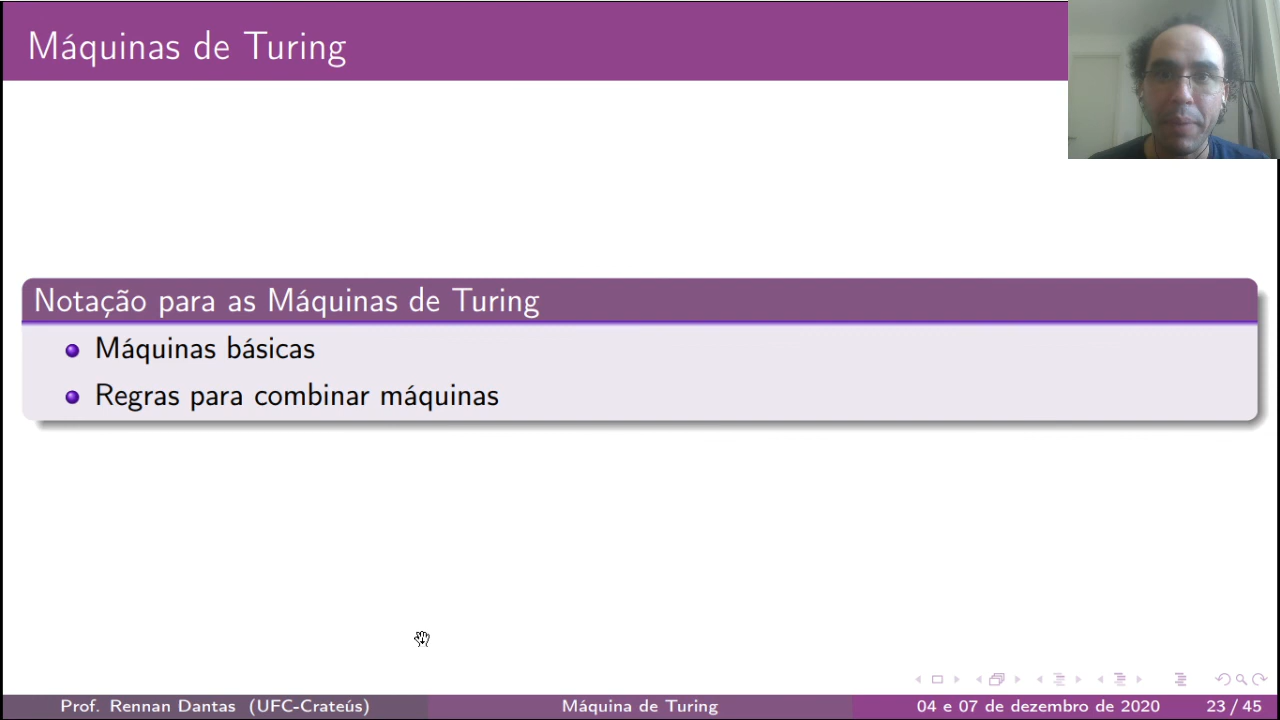 Máquinas de Turing
Notação para as Máquinas de Turing
Máquinas básicas
Regras para combinar máquinas
Prof. Rennan Dantas (UFC-Crateús) Máquina de Turing 04 e 07 de dezembro de 2020 23 / 45